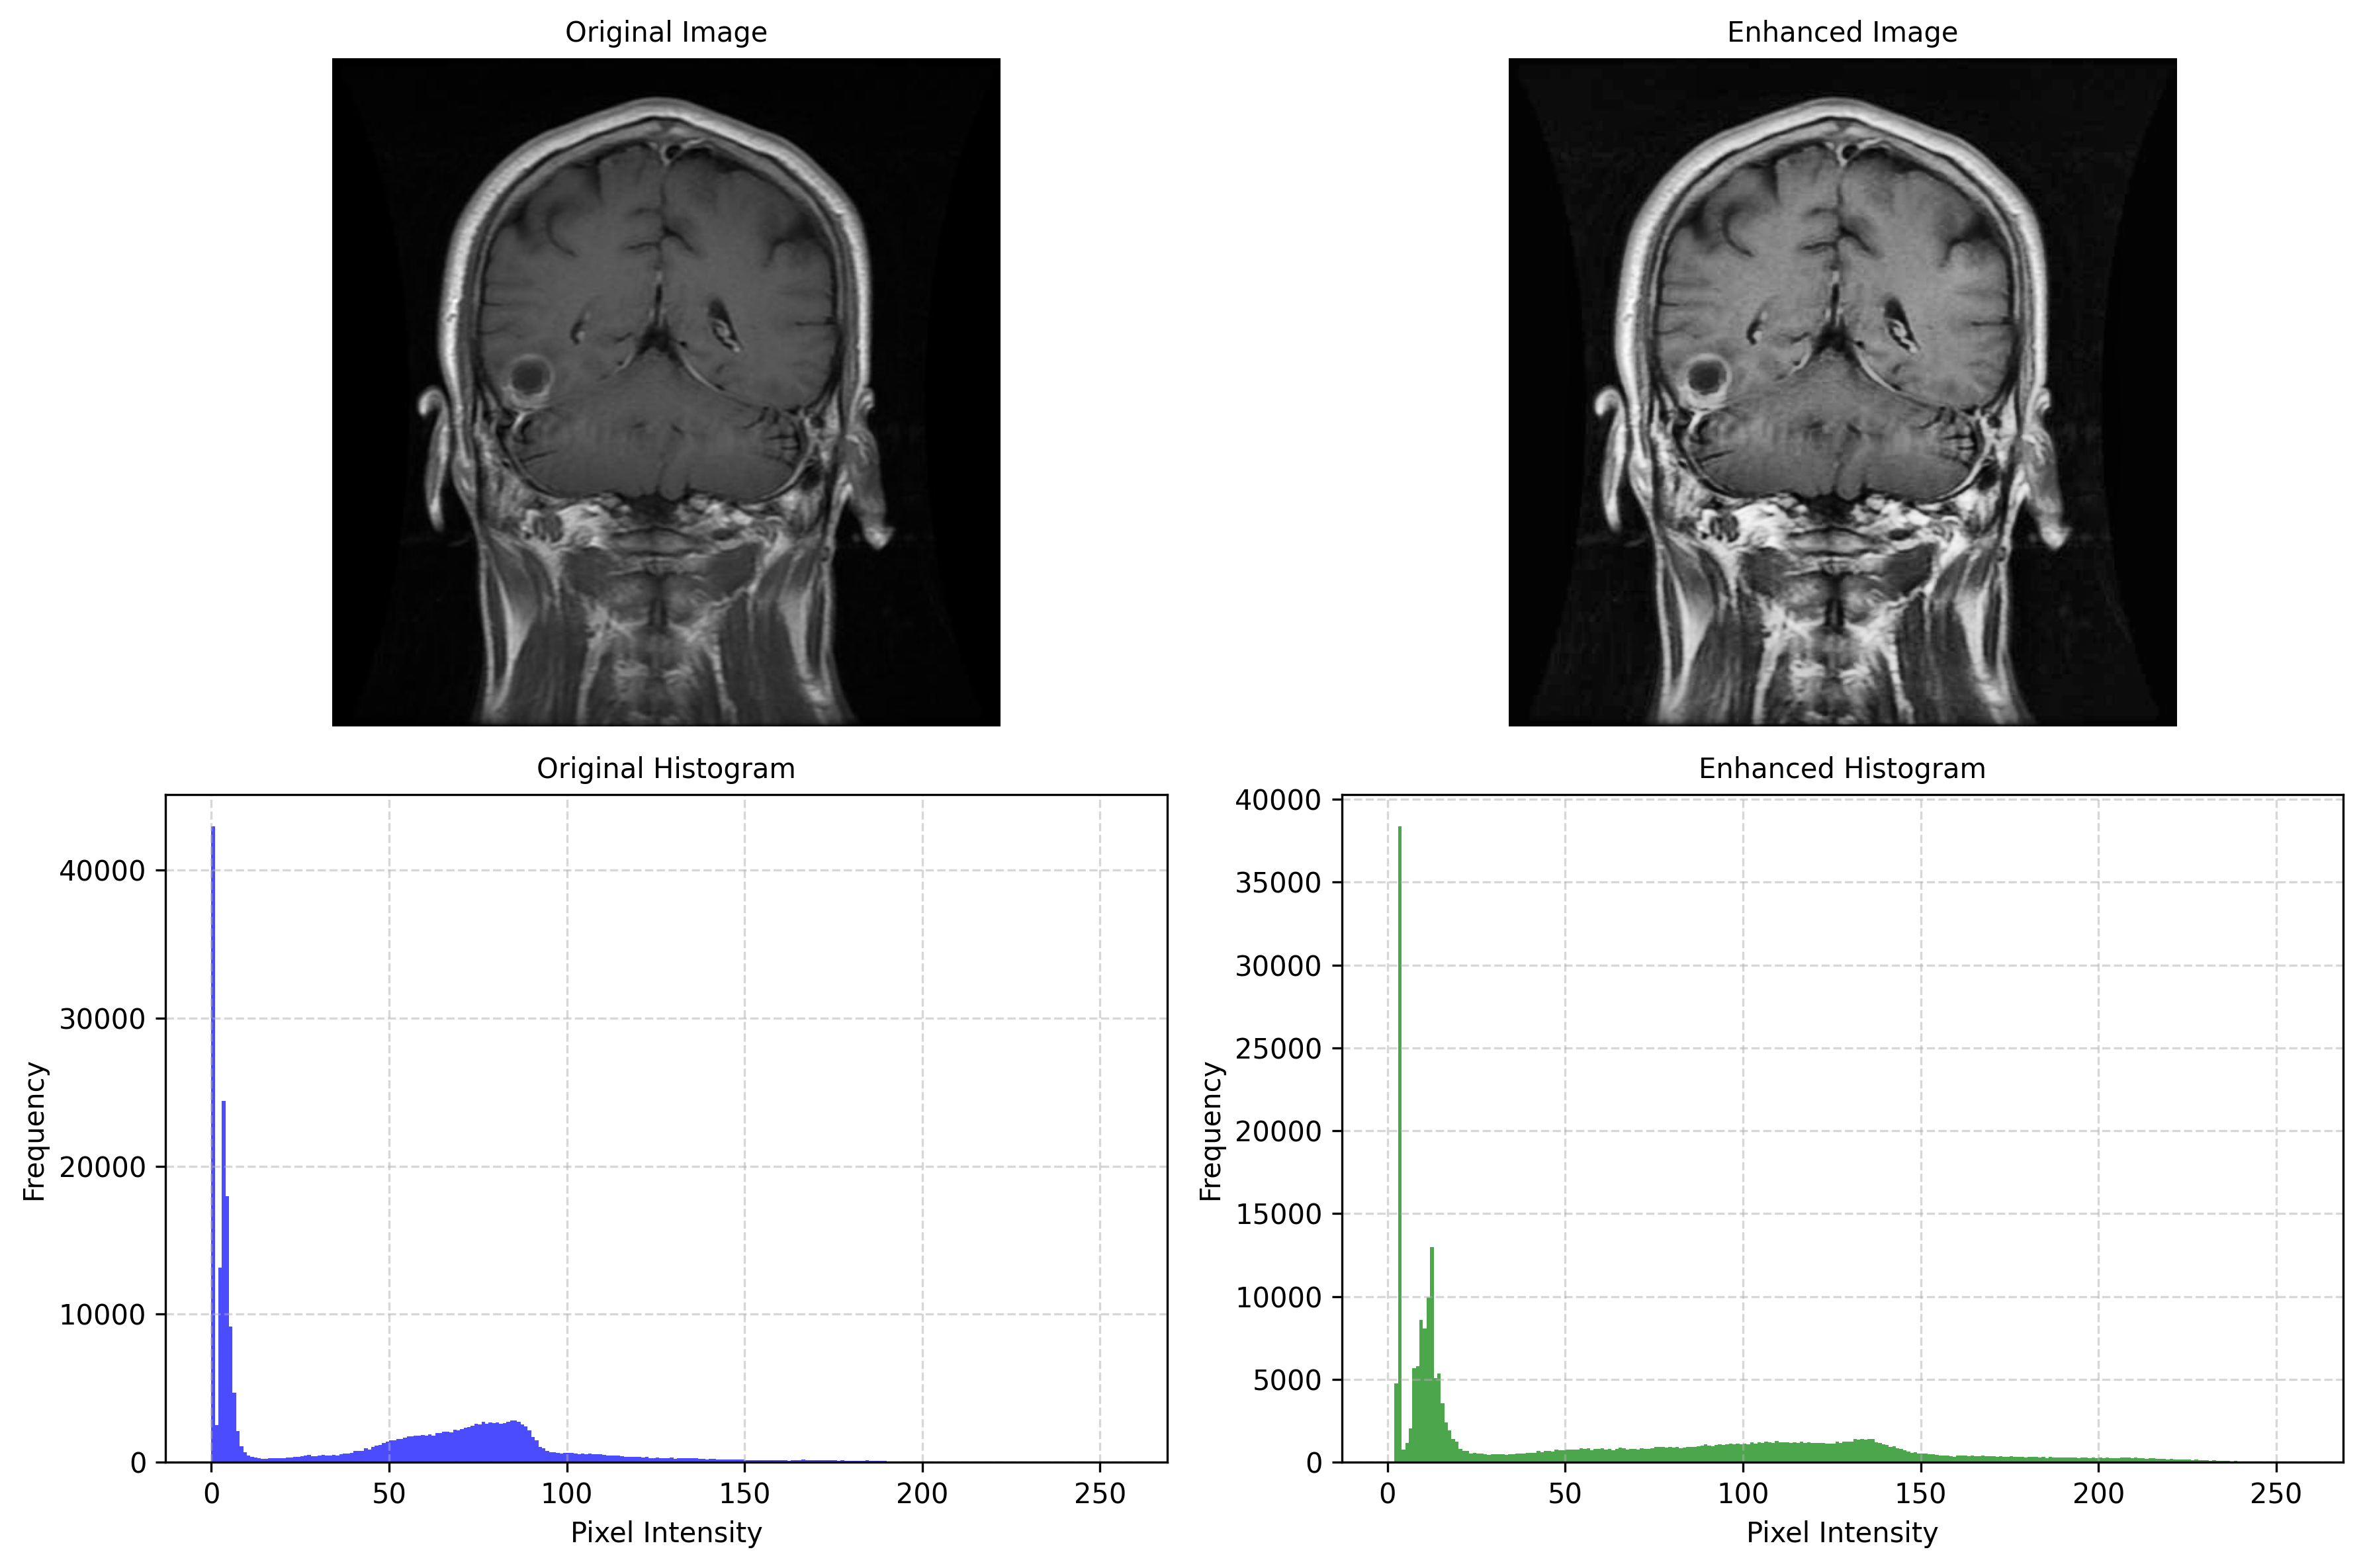 Original Image
Enhanced Image
Original Histogram
Enhanced Histogram
Frequency
40000
30000
20000
10000
0
0 50 100 150 200 250
Pixel Intensity
Frequency
40000
35000
30000
25000
20000
15000
10000
5000
0
0 50 100 150 200 250
Pixel Intensity